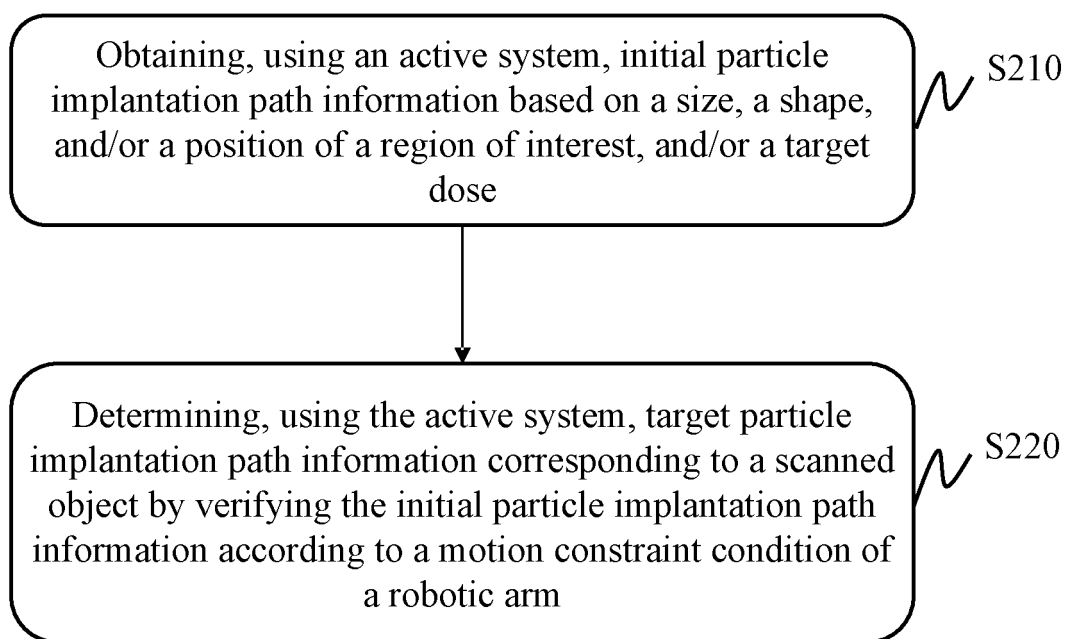 Obtaining, using an active system, initial particle
implantation path information based on a size, a shape,
and/or a position of a region of interest, and/or a target
dose
S210
Determining, using the active system, target particle
implantation path information corresponding to a scanned
object by verifying the initial particle implantation path
information according to a motion constraint condition of
a robotic arm
S220